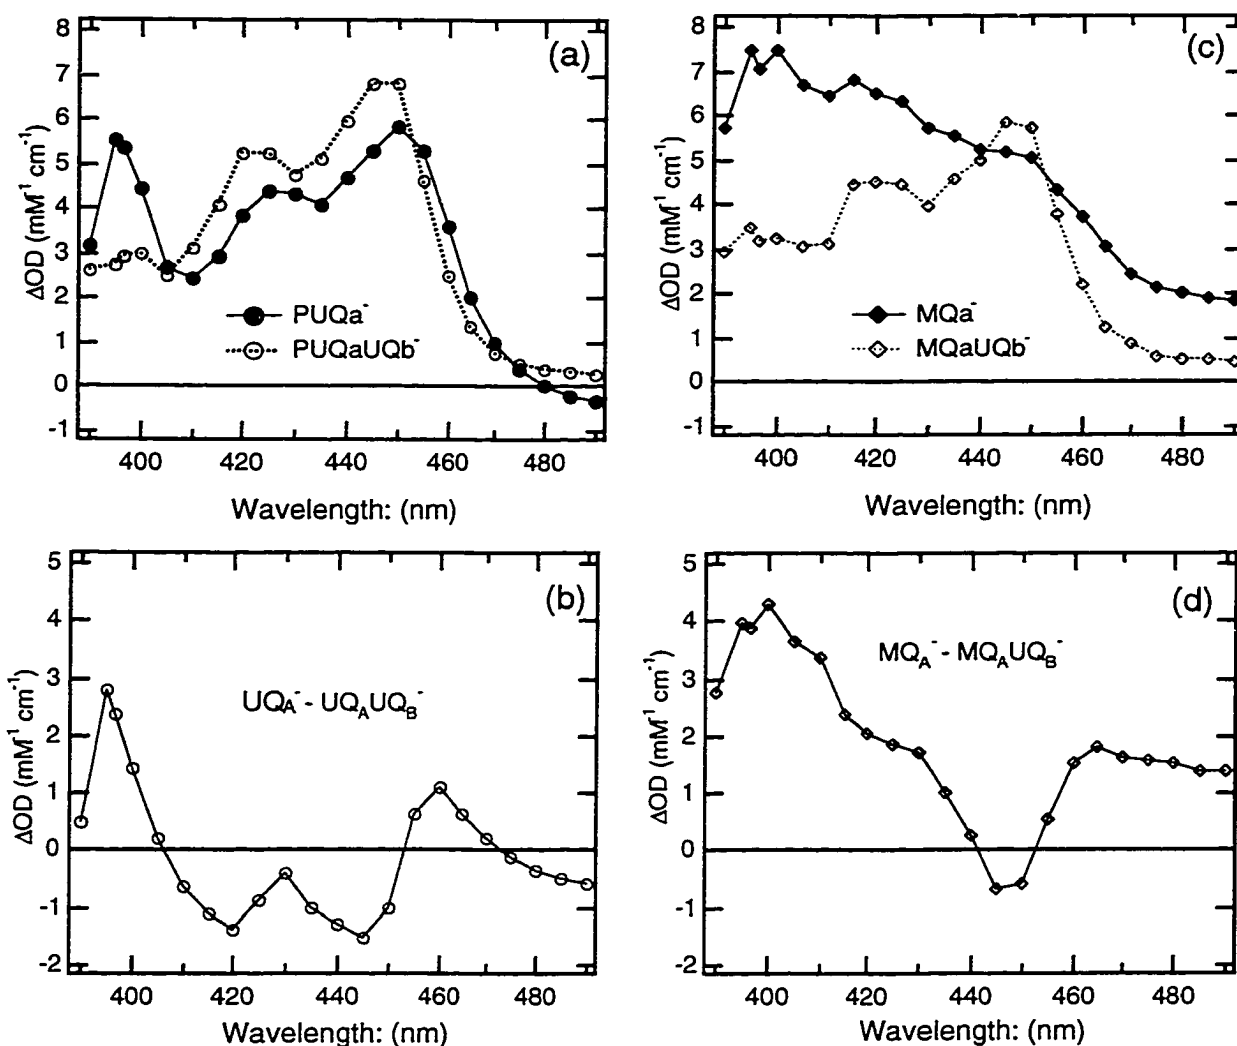 (a)
8
7
6
5
4
3
2
1
0
-1
ΔOD (mM⁻¹ cm⁻¹)
PUQa⁻
PUQaUQb⁻
400 420 440 460 480
Wavelength: (nm)
(c)
8
7
6
5
4
3
2
1
0
-1
ΔOD (mM⁻¹ cm⁻¹)
MQa⁻
MQaUQb⁻
400 420 440 460 480
Wavelength: (nm)
(b)
5
4
3
2
1
0
-1
-2
ΔOD (mM⁻¹ cm⁻¹)
UQ_A⁻ - UQ_AUQ_B⁻
400 420 440 460 480
Wavelength: (nm)
(d)
5
4
3
2
1
0
-1
-2
ΔOD (mM⁻¹ cm⁻¹)
MQ_A⁻ - MQ_AUQ_B⁻
400 420 440 460 480
Wavelength: (nm)